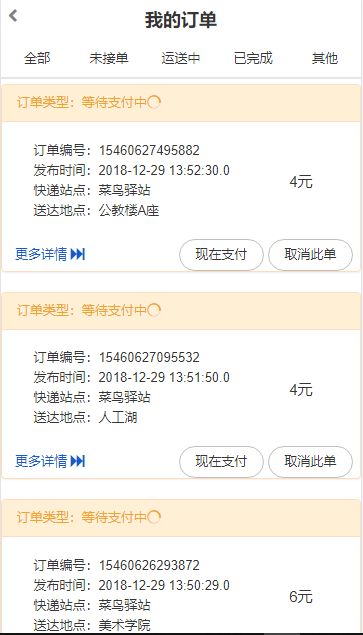 我的订单
全部 未接单 运送中 已完成 其他
订单类型：等待支付中
订单编号：15460627495882
发布时间：2018-12-29 13:52:30.0
4元
快递站点：菜鸟驿站
送达地点：公教楼A座
更多详情 现在支付 取消此单
订单类型：等待支付中
订单编号：15460627095532
发布时间：2018-12-29 13:51:50.0
4元
快递站点：菜鸟驿站
送达地点：人工湖
更多详情 现在支付 取消此单
订单类型：等待支付中
订单编号：15460626293872
发布时间：2018-12-29 13:50:29.0
6元
快递站点：菜鸟驿站
送达地点：美术学院